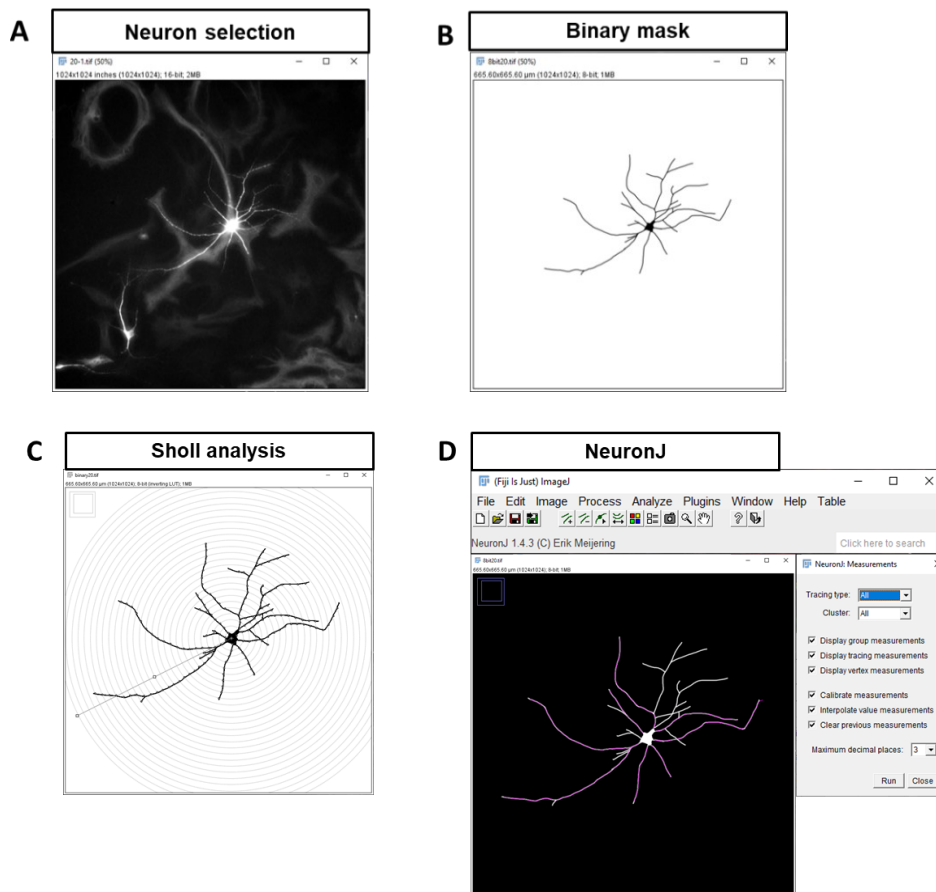 A
Neuron selection
20-1.tif (50%)
1024x1024 inches (1024x1024); 16-bit; 2MB
B
Binary mask
8bit20.tif (50%)
665.60x665.60 µm (1024x1024); 8-bit; 1MB
C
Sholl analysis
binary20.tif
665.60x665.60 µm (1024x1024); 8-bit (inverting LUT); 1MB
D
NeuronJ
(Fiji Is Just) ImageJ
File Edit Image Process Analyze Plugins Window Help Table
NeuronJ 1.4.3 (C) Erik Meijering
Click here to search
8bit20.tif
665.60x665.60 µm (1024x1024); 8-bit; 1MB
NeuronJ: Measurements
Tracing type: All
Cluster: All
Display group measurements
Display tracing measurements
Display vertex measurements
Calibrate measurements
Interpolate value measurements
Clear previous measurements
Maximum decimal places: 3
Run Close